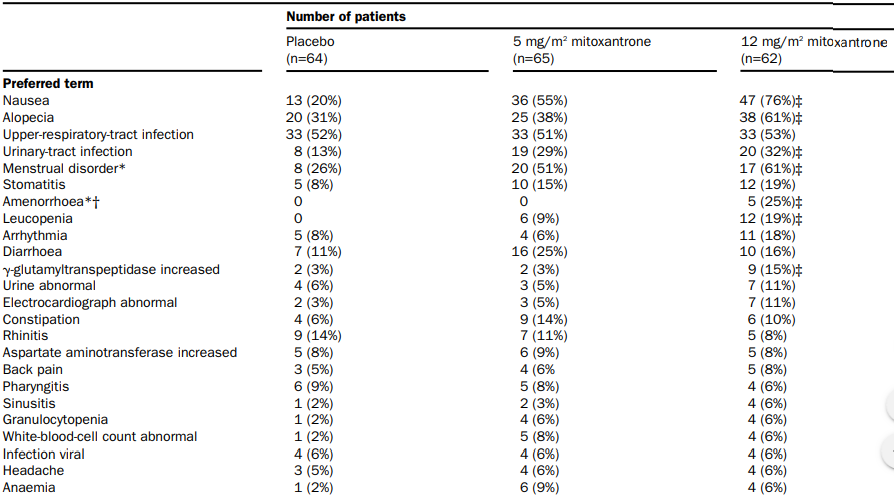 Number of patients
Placebo 5 mg/m² mitoxantrone 12 mg/m² mitoxantrone
(n=64) (n=65) (n=62)
Preferred term
Nausea 13 (20%) 36 (55%) 47 (76%)‡
Alopecia 20 (31%) 25 (38%) 38 (61%)‡
Upper-respiratory-tract infection 33 (52%) 33 (51%) 33 (53%)
Urinary-tract infection 8 (13%) 19 (29%) 20 (32%)‡
Menstrual disorder* 8 (26%) 20 (51%) 17 (61%)‡
Stomatitis 5 (8%) 10 (15%) 12 (19%)
Amenorrhoea*† 0 0 5 (25%)‡
Leucopenia 0 6 (9%) 12 (19%)‡
Arrhythmia 5 (8%) 4 (6%) 11 (18%)
Diarrhoea 7 (11%) 16 (25%) 10 (16%)
γ-glutamyltranspeptidase increased 2 (3%) 2 (3%) 9 (15%)‡
Urine abnormal 4 (6%) 3 (5%) 7 (11%)
Electrocardiograph abnormal 2 (3%) 3 (5%) 7 (11%)
Constipation 4 (6%) 9 (14%) 6 (10%)
Rhinitis 9 (14%) 7 (11%) 5 (8%)
Aspartate aminotransferase increased 5 (8%) 6 (9%) 5 (8%)
Back pain 3 (5%) 4 (6% 5 (8%)
Pharyngitis 6 (9%) 5 (8%) 4 (6%)
Sinusitis 1 (2%) 2 (3%) 4 (6%)
Granulocytopenia 1 (2%) 4 (6%) 4 (6%)
White-blood-cell count abnormal 1 (2%) 5 (8%) 4 (6%)
Infection viral 4 (6%) 4 (6%) 4 (6%)
Headache 3 (5%) 4 (6%) 4 (6%)
Anaemia 1 (2%) 6 (9%) 4 (6%)